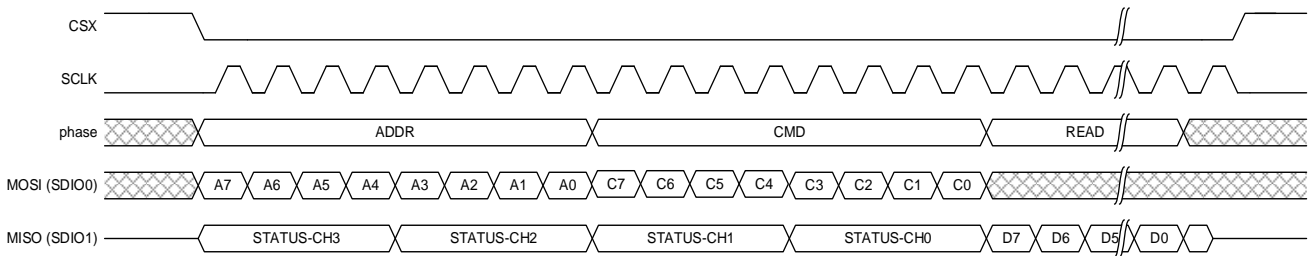 CSX
SCLK
phase ADDR CMD READ
MOSI (SDIO0) A7 A6 A5 A4 A3 A2 A1 A0 C7 C6 C5 C4 C3 C2 C1 C0
MISO (SDIO1) STATUS-CH3 STATUS-CH2 STATUS-CH1 STATUS-CH0 D7 D6 D5 D0